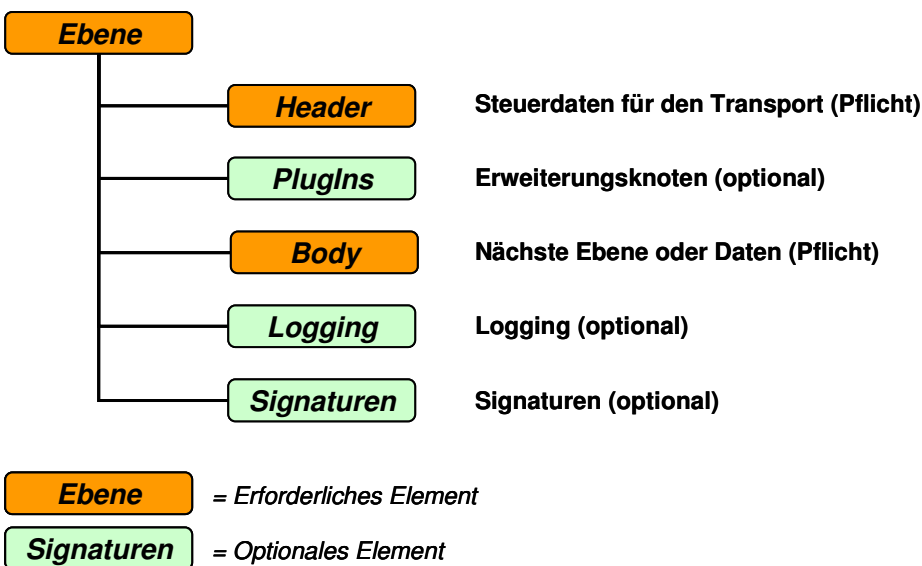 Ebene
Header Steuerdaten für den Transport (Pflicht)
PlugIns Erweiterungsknoten (optional)
Body Nächste Ebene oder Daten (Pflicht)
Logging Logging (optional)
Signaturen Signaturen (optional)
Ebene = Erforderliches Element
Signaturen = Optionales Element